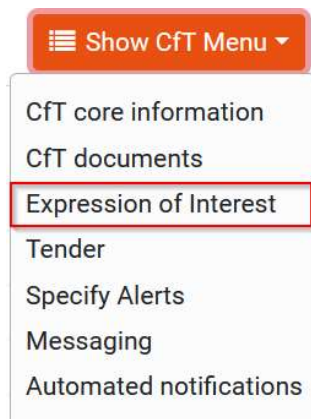 Show CfT Menu
CfT core information
CfT documents
Expression of Interest
Tender
Specify Alerts
Messaging
Automated notifications